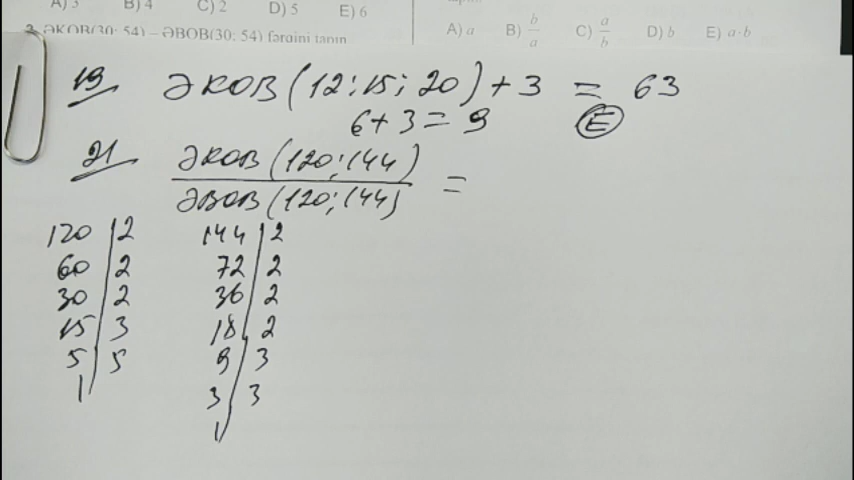 A) 3 B) 4 C) 2 D) 5 E) 6
ƏKOB(30; 54) – ƏBOB(30; 54) fərqini tapın
A) a B) b/a C) a/b D) b E) a·b
19 ƏKOB(12; 15; 20) + 3 = 63
6 + 3 = 9 E
21 ƏKOB(120; 144)
ƏBOB(120; 144) =
120 | 2 144 | 2
60 | 2 72 | 2
30 | 2 36 | 2
15 | 3 18 | 2
5 | 5 9 | 3
1 3 | 3
1